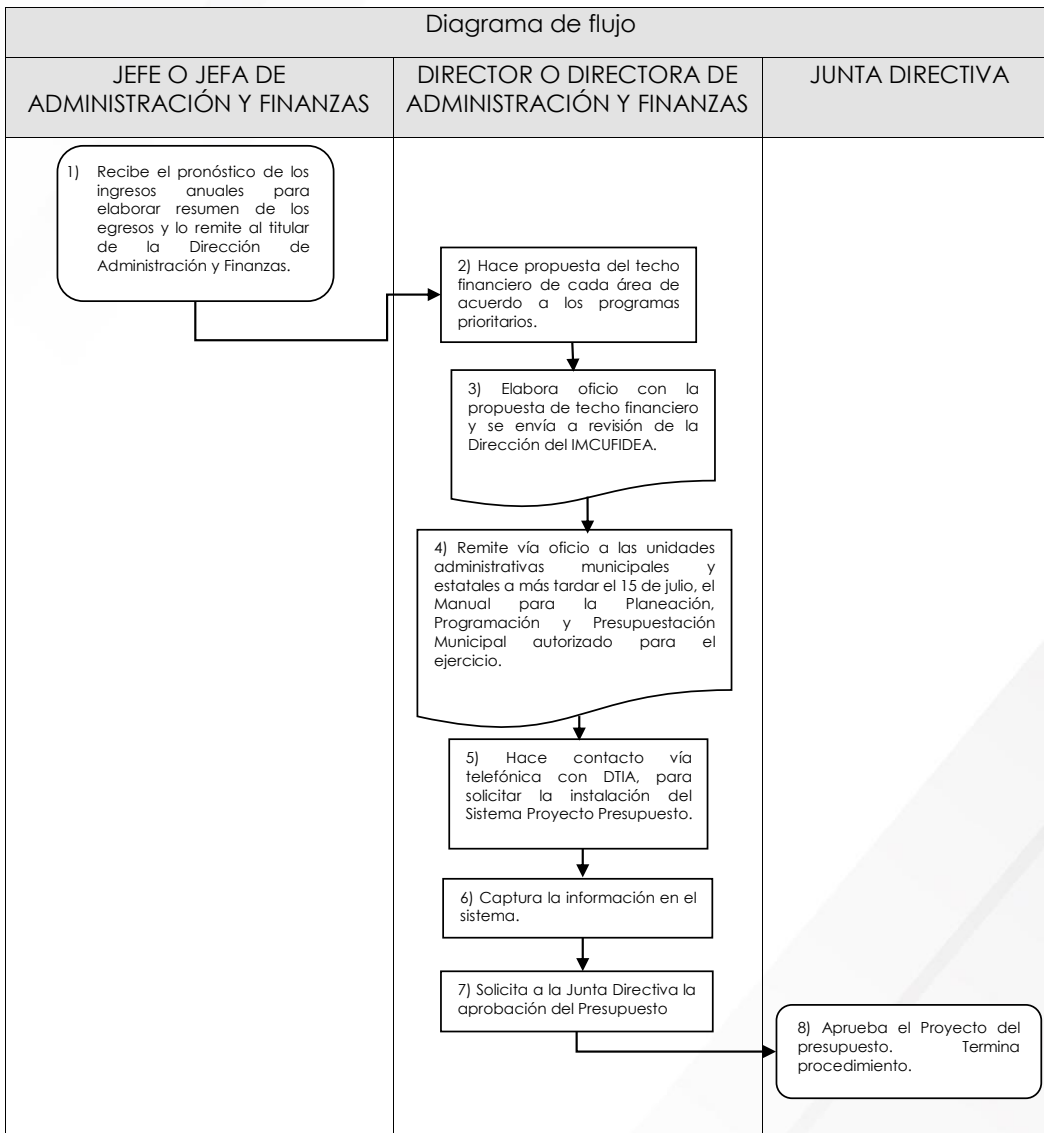 Diagrama de flujo
JEFE O JEFA DE
ADMINISTRACIÓN Y FINANZAS
DIRECTOR O DIRECTORA DE
ADMINISTRACIÓN Y FINANZAS
JUNTA DIRECTIVA
1) Recibe el pronóstico de los
ingresos anuales para
elaborar resumen de los
egresos y lo remite al titular
de la Dirección de
Administración y Finanzas.
2) Hace propuesta del techo
financiero de cada área de
acuerdo a los programas
prioritarios.
3) Elabora oficio con la
propuesta de techo financiero
y se envía a revisión de la
Dirección del IMCUFIDEA.
4) Remite vía oficio a las unidades
administrativas municipales y
estatales a más tardar el 15 de julio, el
Manual para la Planeación,
Programación y Presupuestación
Municipal autorizado para el
ejercicio.
5) Hace contacto vía
telefónica con DTIA, para
solicitar la instalación del
Sistema Proyecto Presupuesto.
6) Captura la información en el
sistema.
7) Solicita a la Junta Directiva la
aprobación del Presupuesto
8) Aprueba el Proyecto del
presupuesto. Termina
procedimiento.